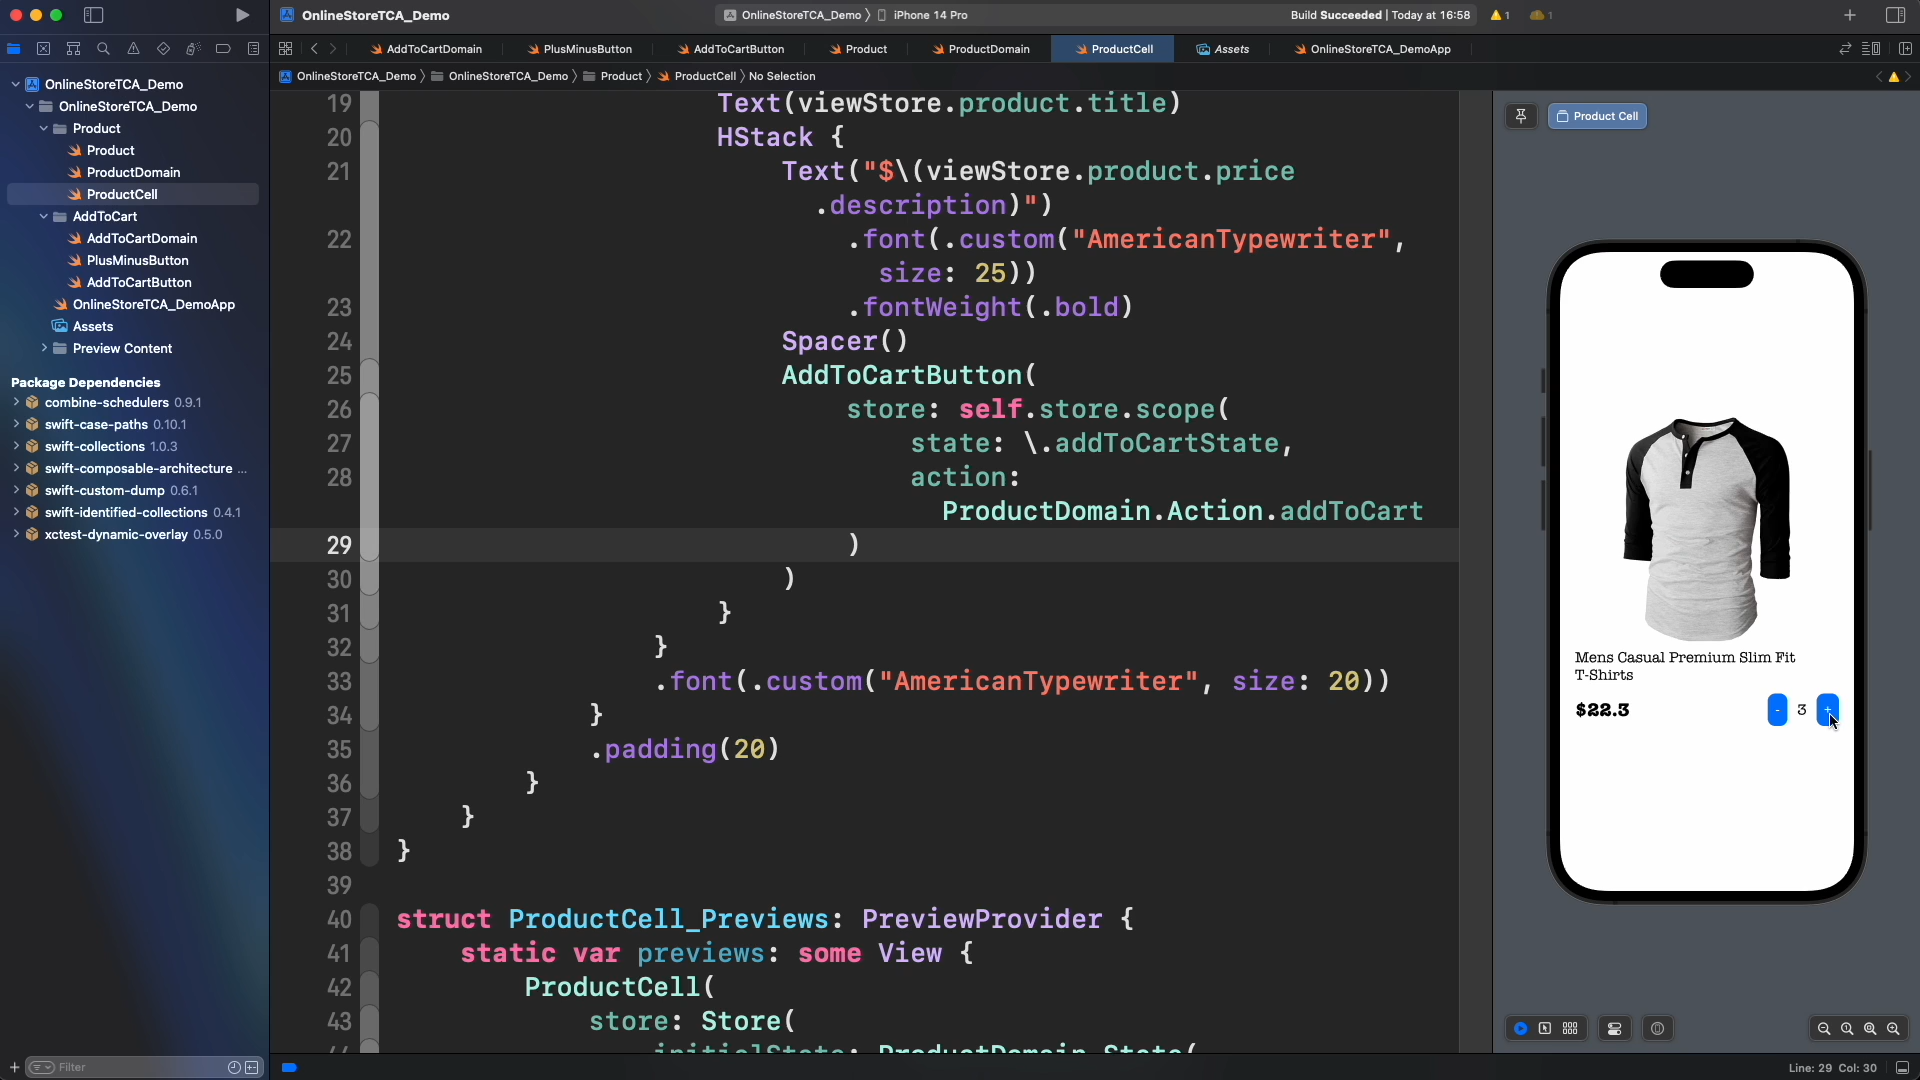 OnlineStoreTCA_Demo
OnlineStoreTCA_Demo 〉 iPhone 14 Pro
Build Succeeded | Today at 16:58
1
1
AddToCartDomain
PlusMinusButton
AddToCartButton
Product
ProductDomain
ProductCell
Assets
OnlineStoreTCA_DemoApp
OnlineStoreTCA_Demo 〉 OnlineStoreTCA_Demo 〉 Product 〉 ProductCell 〉 No Selection
OnlineStoreTCA_Demo
OnlineStoreTCA_Demo
Product
Product
ProductDomain
ProductCell
AddToCart
AddToCartDomain
PlusMinusButton
AddToCartButton
OnlineStoreTCA_DemoApp
Assets
Preview Content
Package Dependencies
combine-schedulers 0.9.1
swift-case-paths 0.10.1
swift-collections 1.0.3
swift-composable-architecture ...
swift-custom-dump 0.6.1
swift-identified-collections 0.4.1
xctest-dynamic-overlay 0.5.0
Filter
19 Text(viewStore.product.title)
20 HStack {
21 Text("$\(viewStore.product.price
.description)")
22 .font(.custom("AmericanTypewriter",
size: 25))
23 .fontWeight(.bold)
24 Spacer()
25 AddToCartButton(
26 store: self.store.scope(
27 state: \.addToCartState,
28 action:
ProductDomain.Action.addToCart
29 )
30 )
31 }
32 }
33 .font(.custom("AmericanTypewriter", size: 20))
34 }
35 .padding(20)
36 }
37 }
38 }
39
40 struct ProductCell_Previews: PreviewProvider {
41 static var previews: some View {
42 ProductCell(
43 store: Store(
44 initialState: ProductDomain.State(
Product Cell
Mens Casual Premium Slim Fit
T-Shirts
$22.3
- 3 +
Line: 29 Col: 30